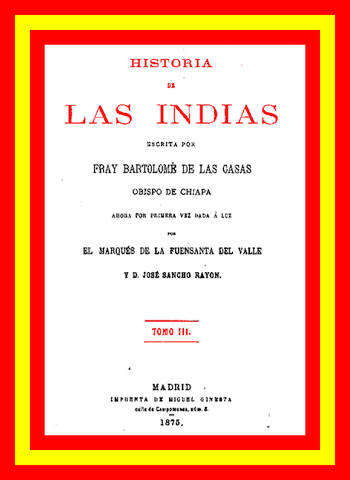 HISTORIA
DE
LAS INDIAS
ESCRITA POR
FRAY BARTOLOMÉ DE LAS CASAS
OBISPO DE CHIAPA
AHORA POR PRIMERA VEZ DADA Á LUZ
POR
EL MARQUÉS DE LA FUENSANTA DEL VALLE
Y D. JOSÉ SANCHO RAYON.
TOMO III.
MADRID
IMPRENTA DE MIGUEL GINESTA
calle de Campomanes, núm. 8.
1875.